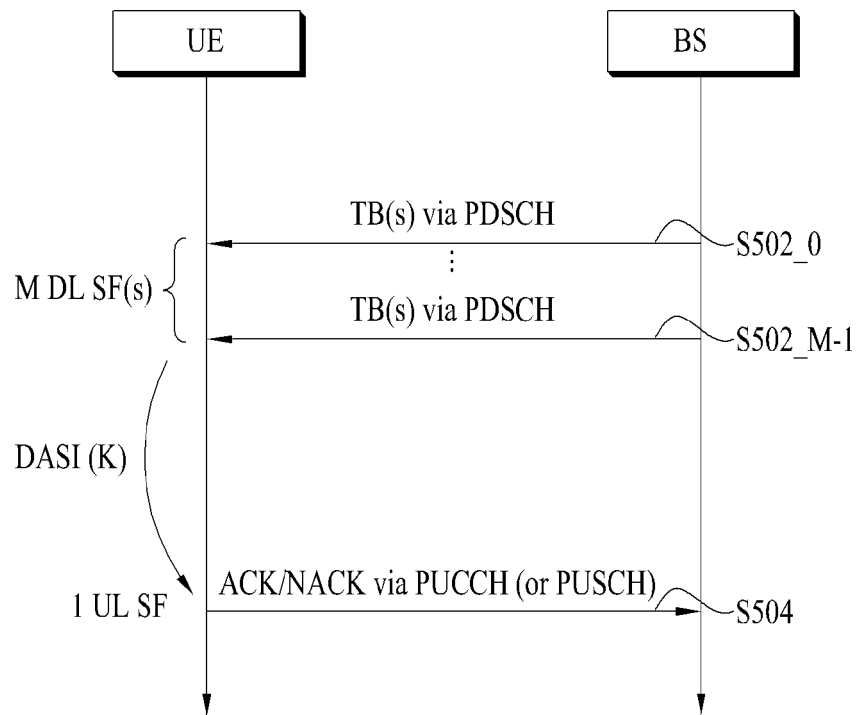 UE
BS
TB(s) via PDSCH
S502_0
⋮
M DL SF(s)
TB(s) via PDSCH
S502_M-1
DASI (K)
ACK/NACK via PUCCH (or PUSCH)
1 UL SF
S504